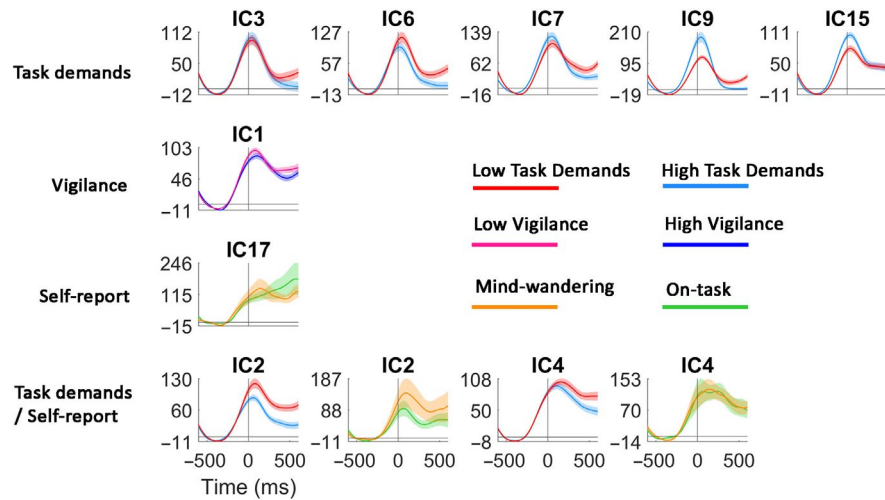 IC3 IC6 IC7 IC9 IC15
Task demands
112
50
−12
127
57
−13
139
62
−16
210
95
−19
111
50
−11
IC1
Vigilance
103
46
−11
Low Task Demands
High Task Demands
Low Vigilance
High Vigilance
Mind-wandering
On-task
IC17
Self-report
246
115
−15
IC2 IC2 IC4 IC4
Task demands
/ Self-report
130
60
−11
187
88
−11
108
50
−8
153
70
−14
−500 0 500
−500 0 500
−500 0 500
−500 0 500
Time (ms)